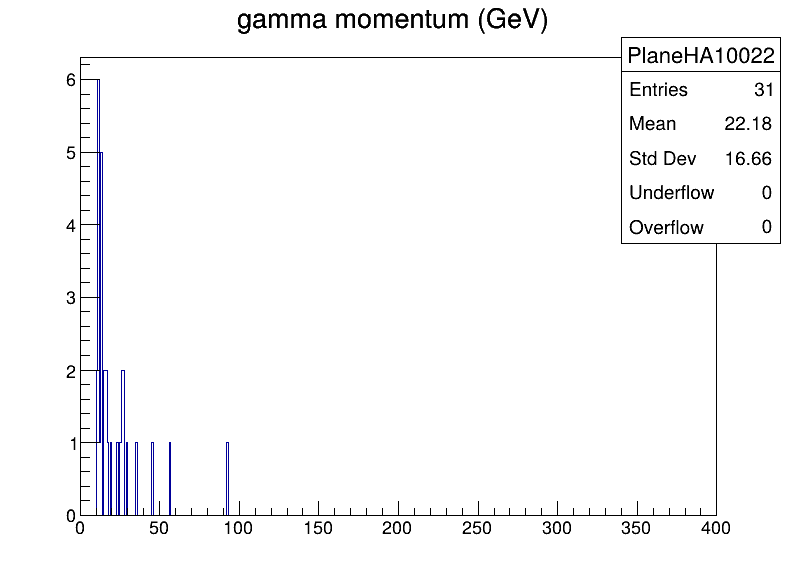 gamma momentum (GeV)
PlaneHA10022
Entries 31
Mean 22.18
Std Dev 16.66
Underflow 0
Overflow 0
6
5
4
3
2
1
0
0 50 100 150 200 250 300 350 400